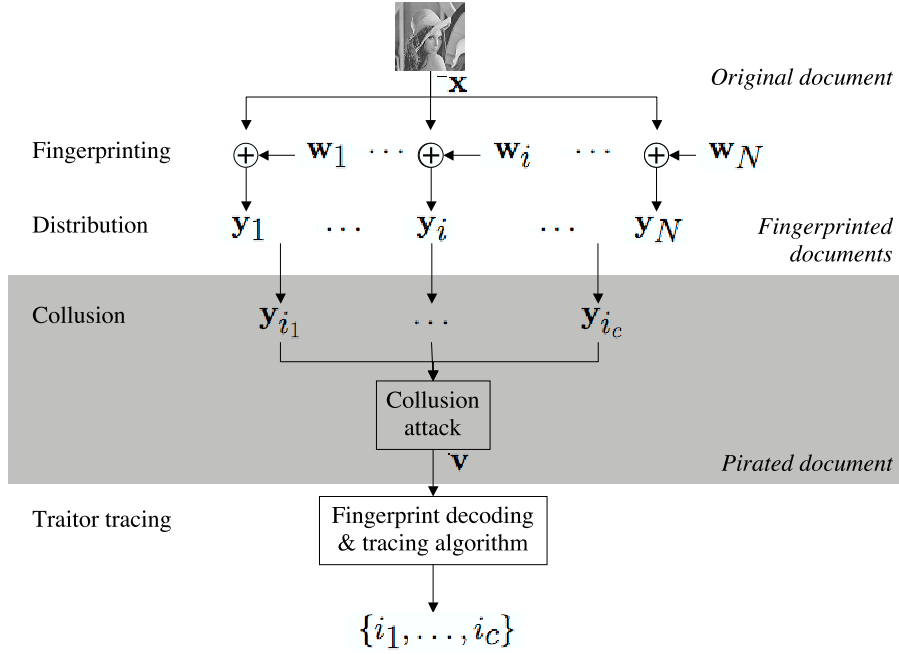 x
Original document
Fingerprinting + w1 ... + wi ... + wN
Distribution y1 ... yi ... yN
Fingerprinted
documents
Collusion yi1 ... yic
Collusion
attack
v
Pirated document
Traitor tracing
Fingerprint decoding
& tracing algorithm
{i1, ..., ic}